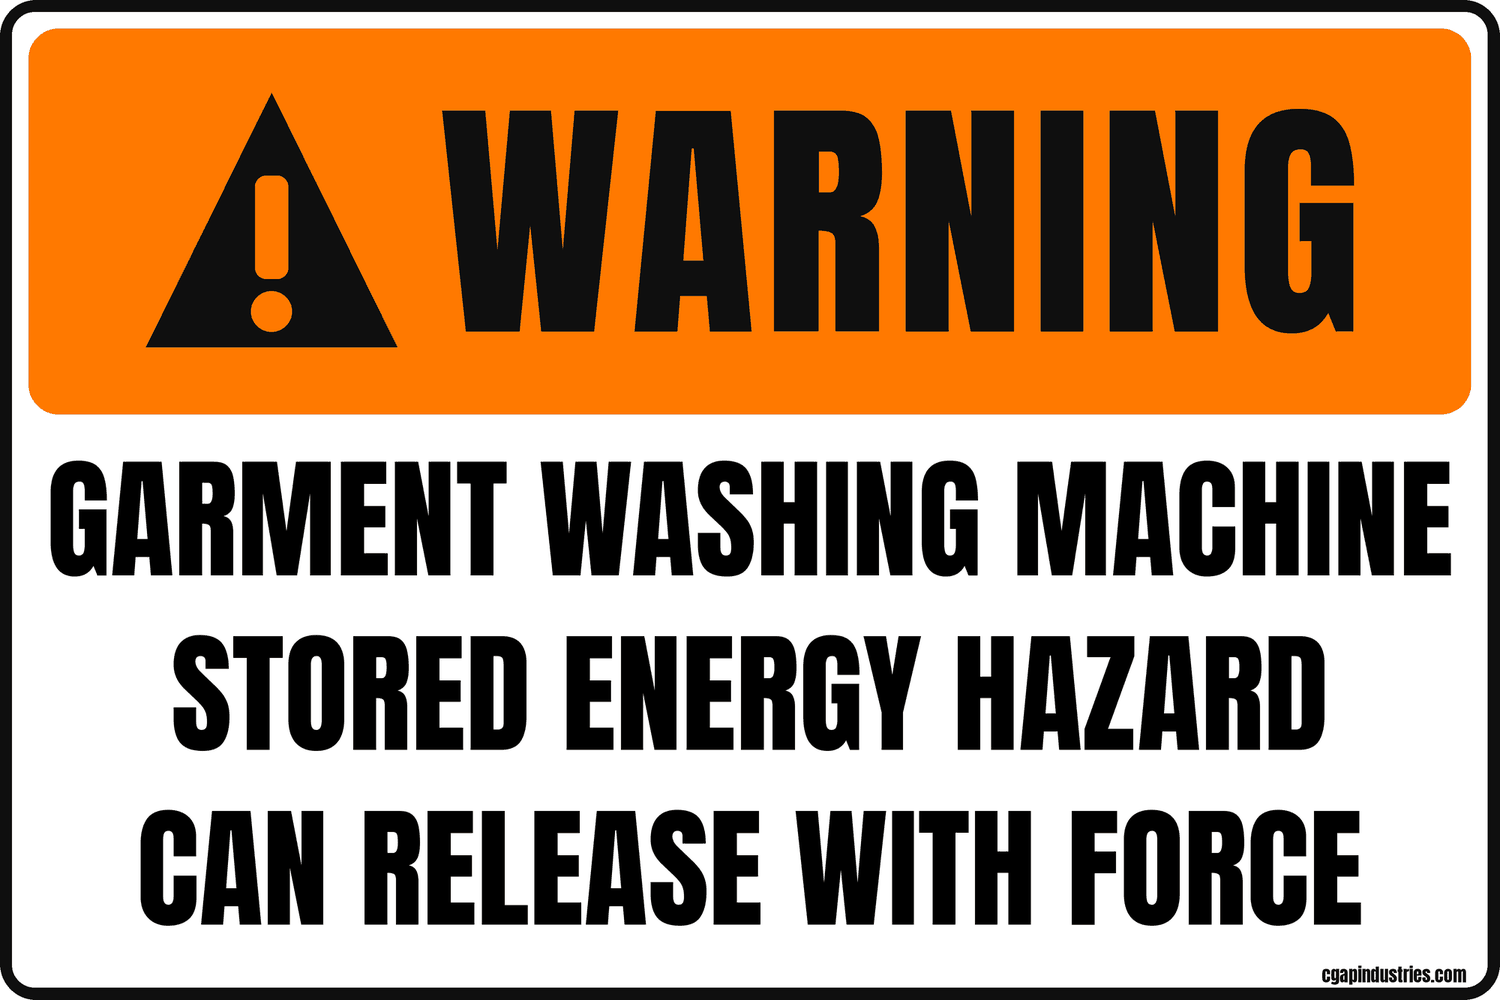 WARNING
GARMENT WASHING MACHINE
STORED ENERGY HAZARD
CAN RELEASE WITH FORCE
cgapindustries.com